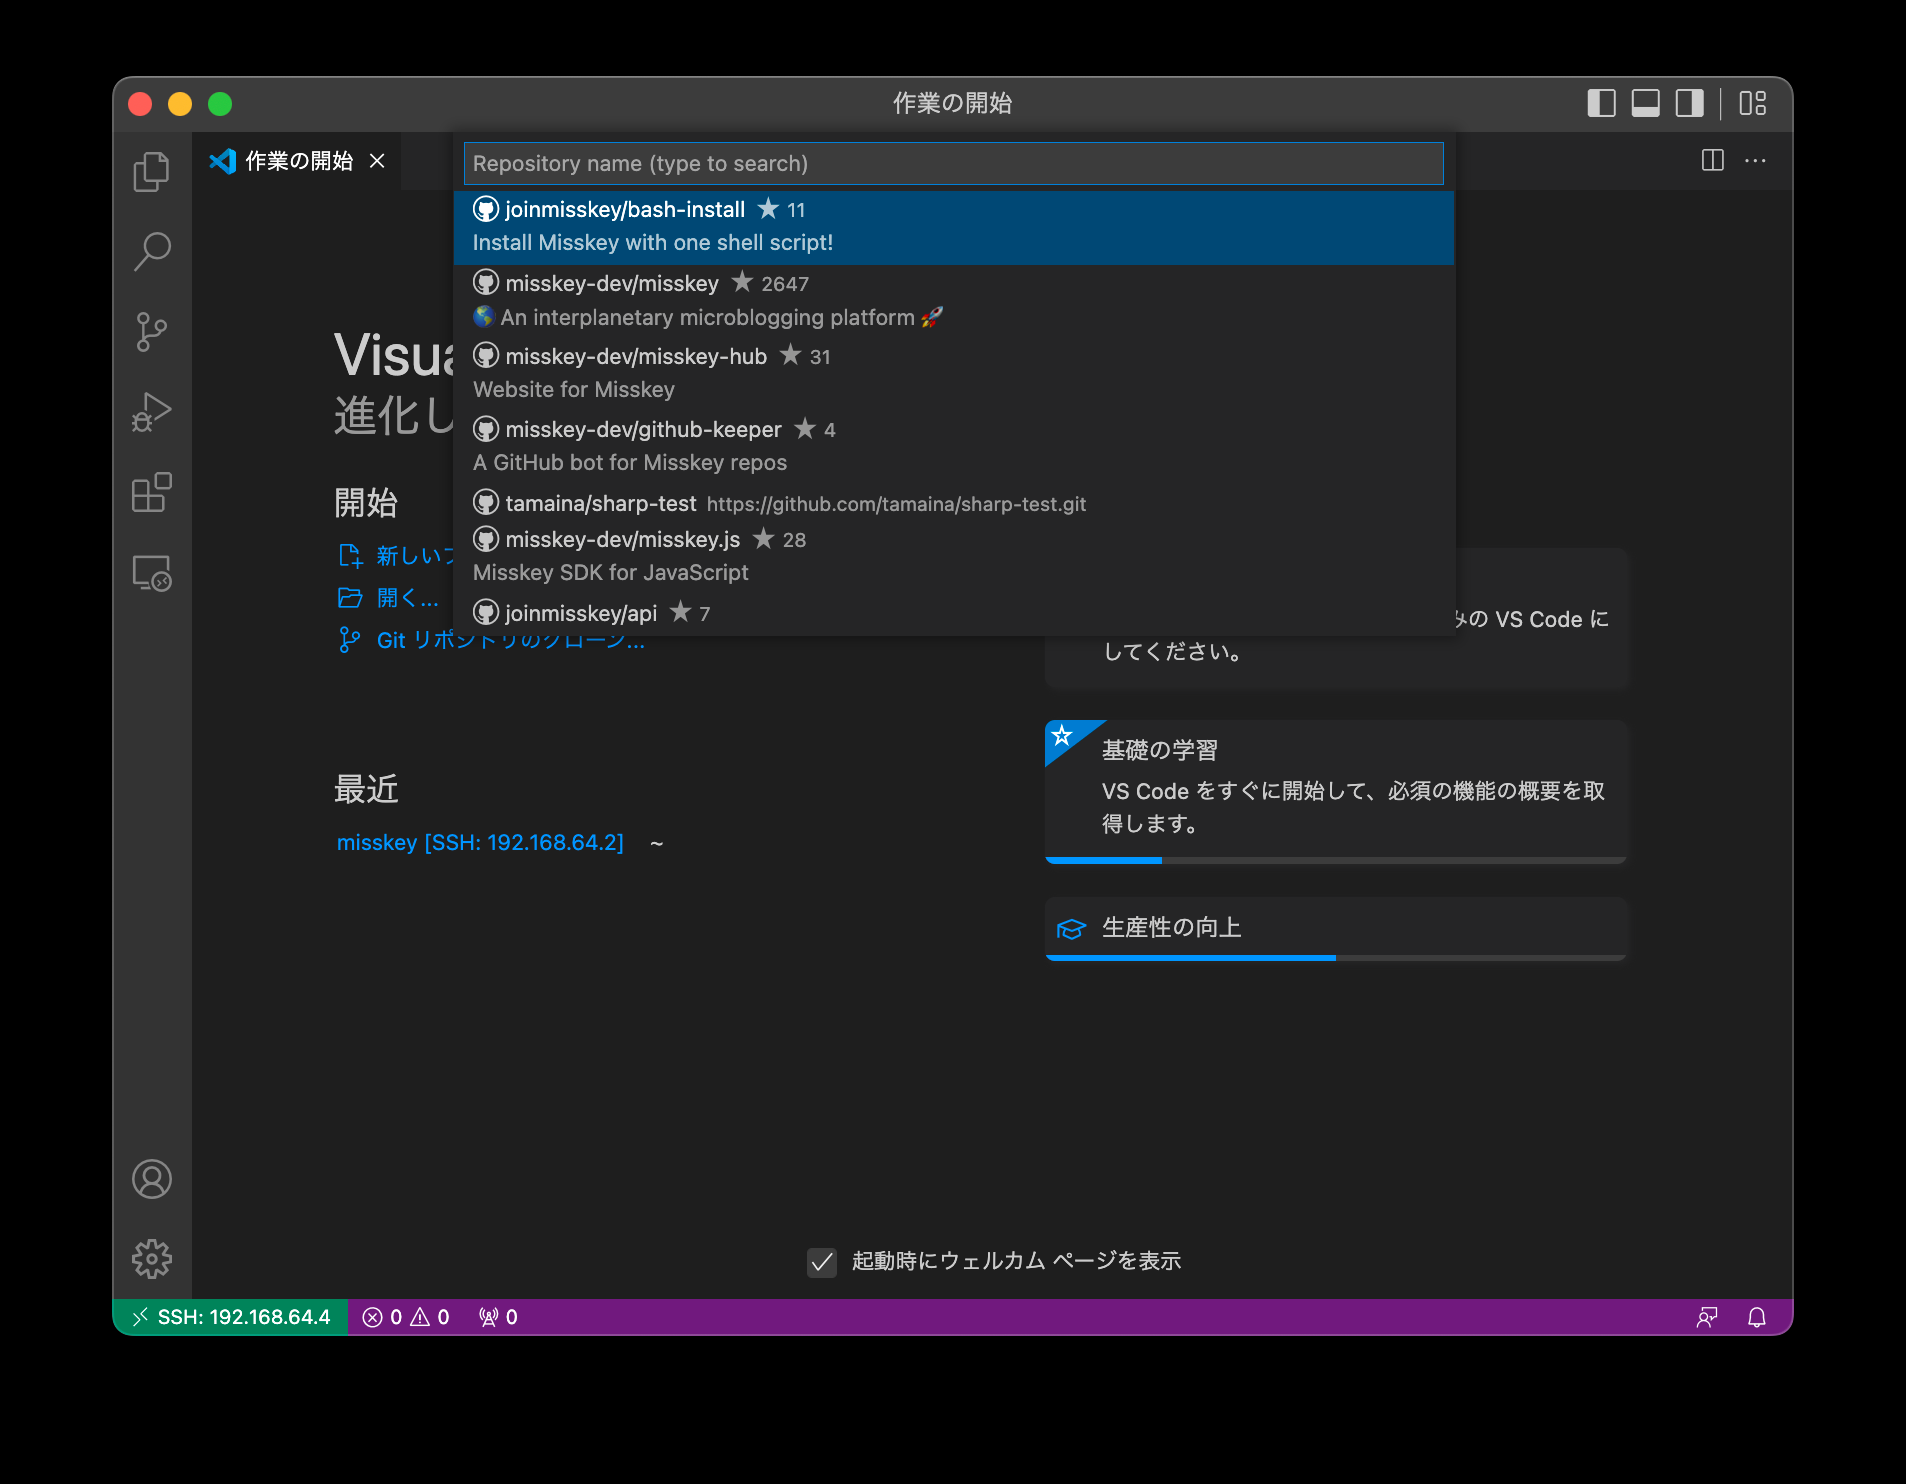 作業の開始
作業の開始
Repository name (type to search)
joinmisskey/bash-install ★ 11
Install Misskey with one shell script!
misskey-dev/misskey ★ 2647
🌎 An interplanetary microblogging platform 🚀
misskey-dev/misskey-hub ★ 31
Website for Misskey
misskey-dev/github-keeper ★ 4
A GitHub bot for Misskey repos
tamaina/sharp-test https://github.com/tamaina/sharp-test.git
misskey-dev/misskey.js ★ 28
Misskey SDK for JavaScript
joinmisskey/api ★ 7
Visua
進化し
開始
新しいフ
開く...
Git リポジトリのクローン...
最近
misskey [SSH: 192.168.64.2] ~
みの VS Code に
してください。
基礎の学習
VS Code をすぐに開始して、必須の機能の概要を取
得します。
生産性の向上
起動時にウェルカム ページを表示
SSH: 192.168.64.4 0 0 0